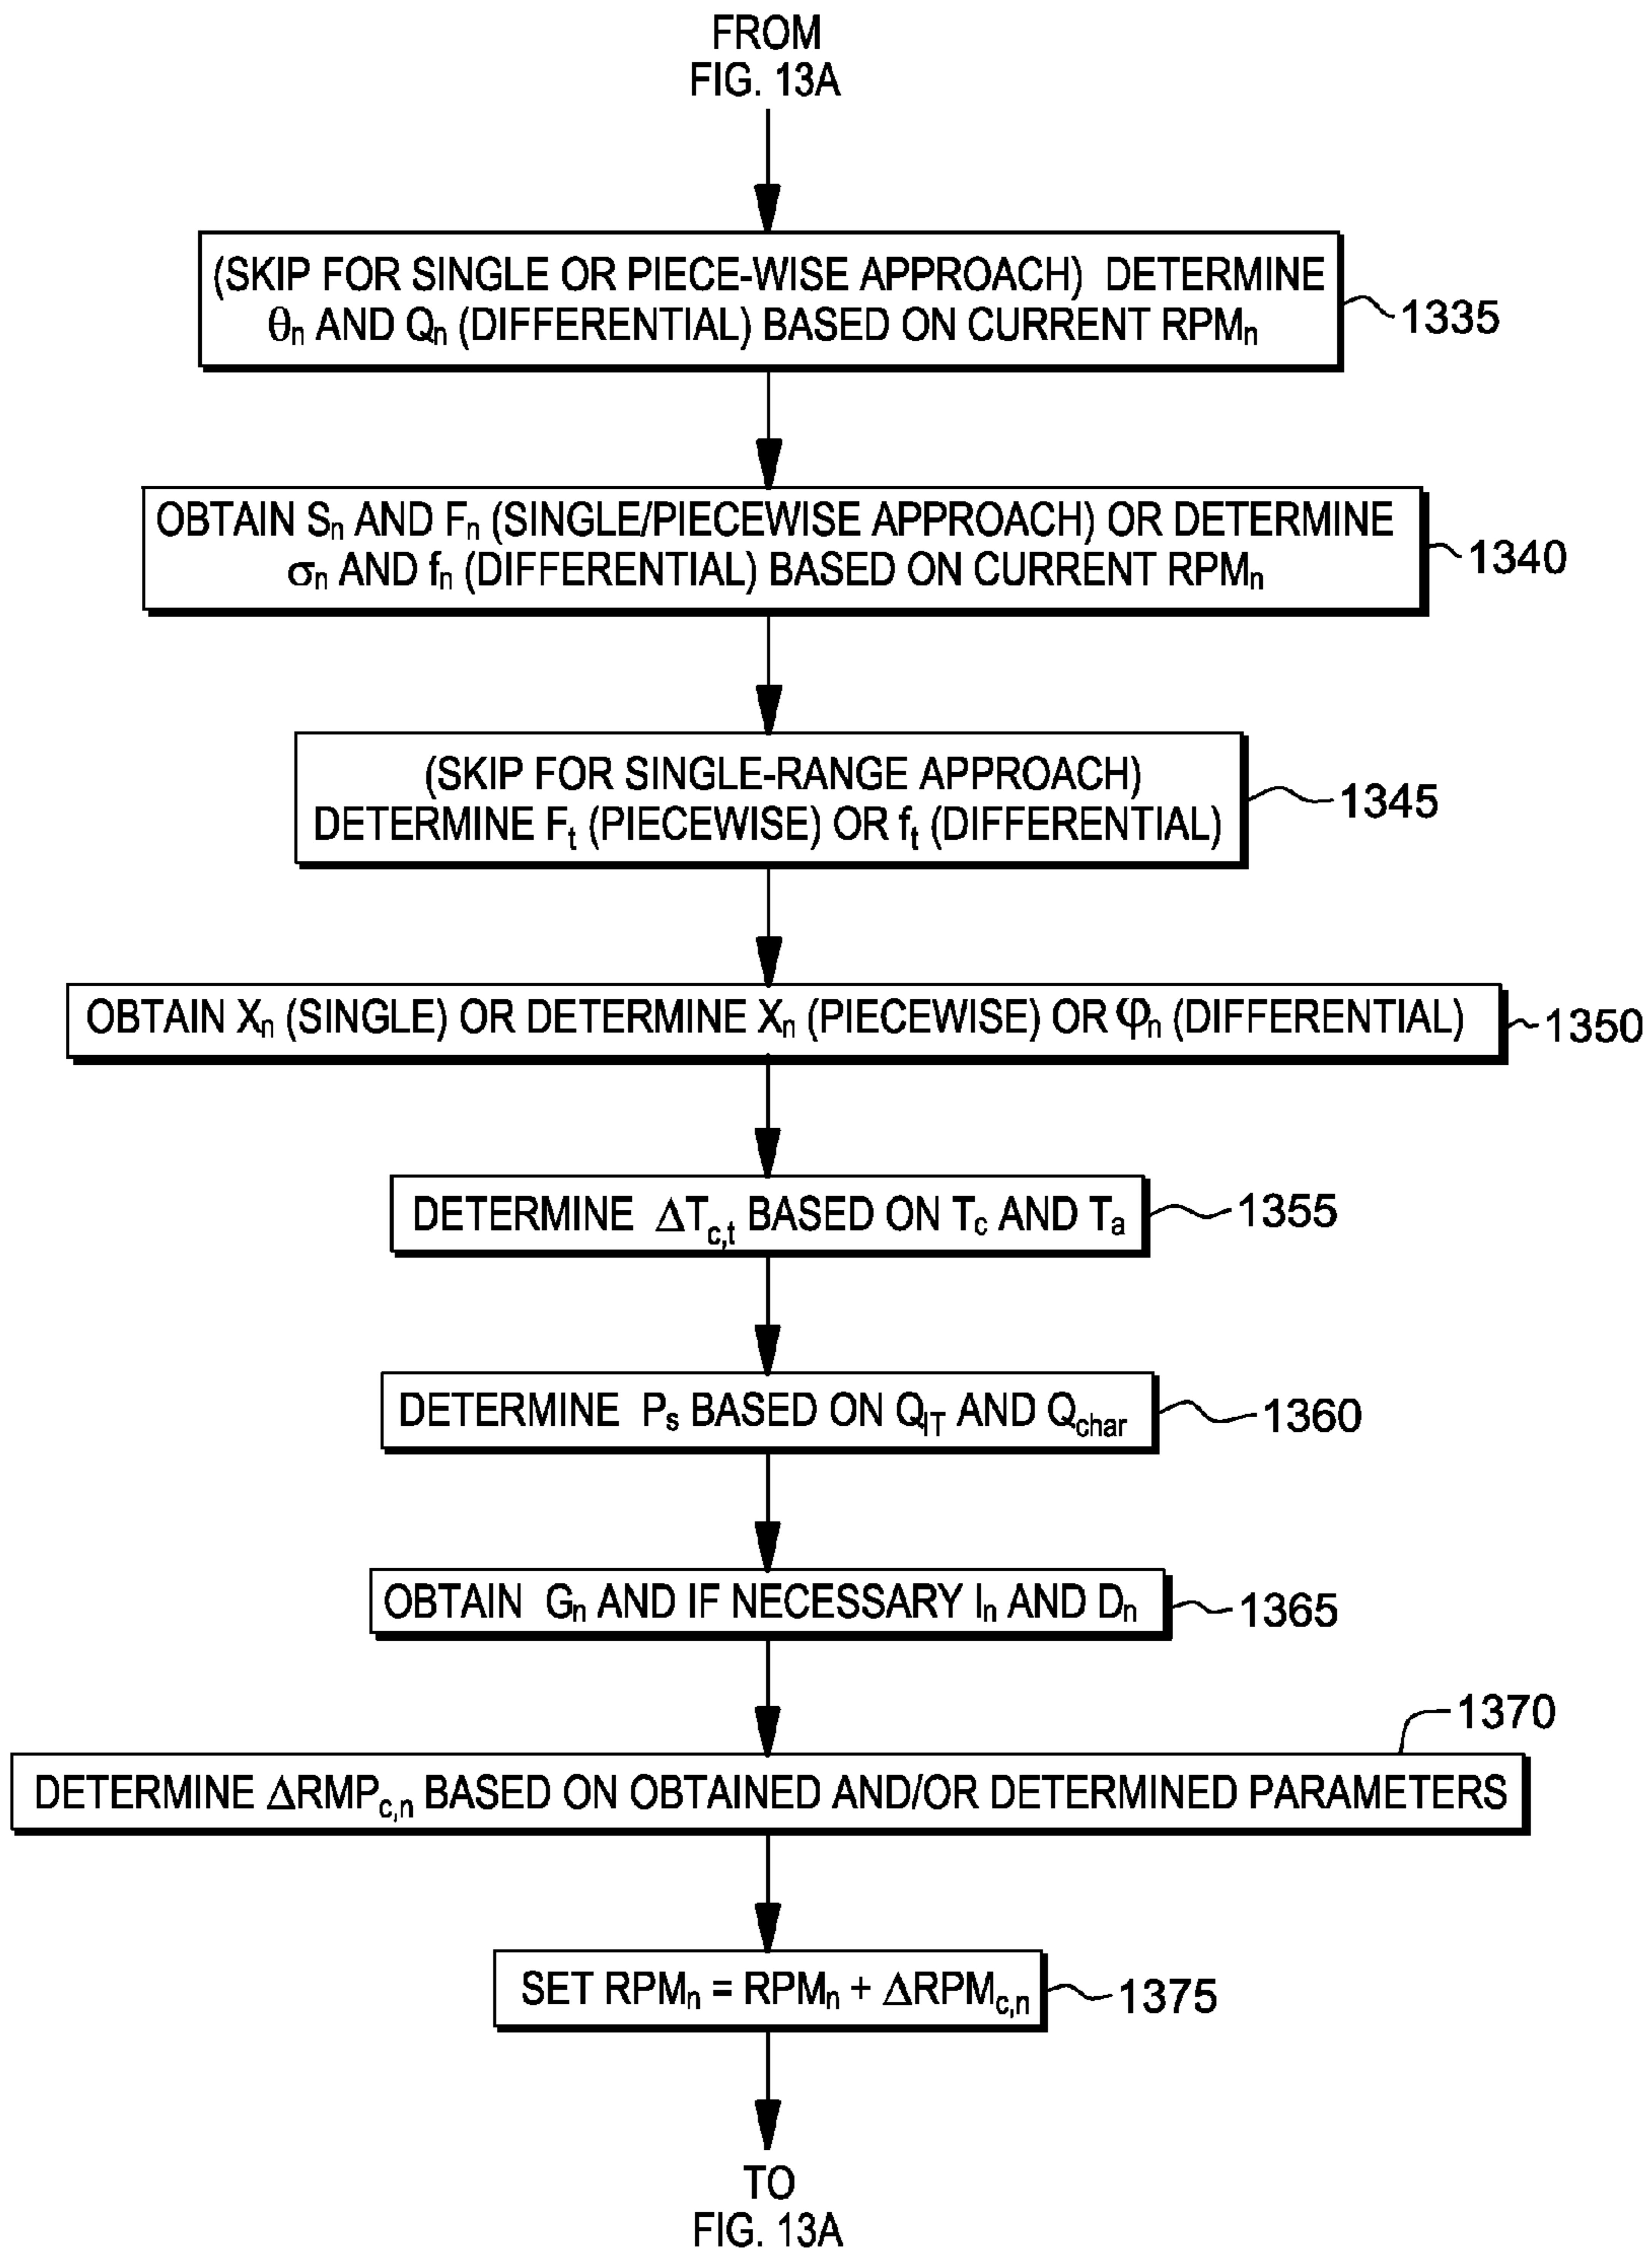 FROM
FIG. 13A
(SKIP FOR SINGLE OR PIECE-WISE APPROACH) DETERMINE
θn AND Qn (DIFFERENTIAL) BASED ON CURRENT RPMn
1335
OBTAIN Sn AND Fn (SINGLE/PIECEWISE APPROACH) OR DETERMINE
σn AND fn (DIFFERENTIAL) BASED ON CURRENT RPMn
1340
(SKIP FOR SINGLE-RANGE APPROACH)
DETERMINE Ft (PIECEWISE) OR ft (DIFFERENTIAL)
1345
OBTAIN Xn (SINGLE) OR DETERMINE Xn (PIECEWISE) OR φn (DIFFERENTIAL)
1350
DETERMINE ΔTc,t BASED ON Tc AND Ta
1355
DETERMINE Ps BASED ON QIT AND Qchar
1360
OBTAIN Gn AND IF NECESSARY In AND Dn
1365
1370
DETERMINE ΔRMPc,n BASED ON OBTAINED AND/OR DETERMINED PARAMETERS
SET RPMn = RPMn + ΔRPMc,n
1375
TO
FIG. 13A